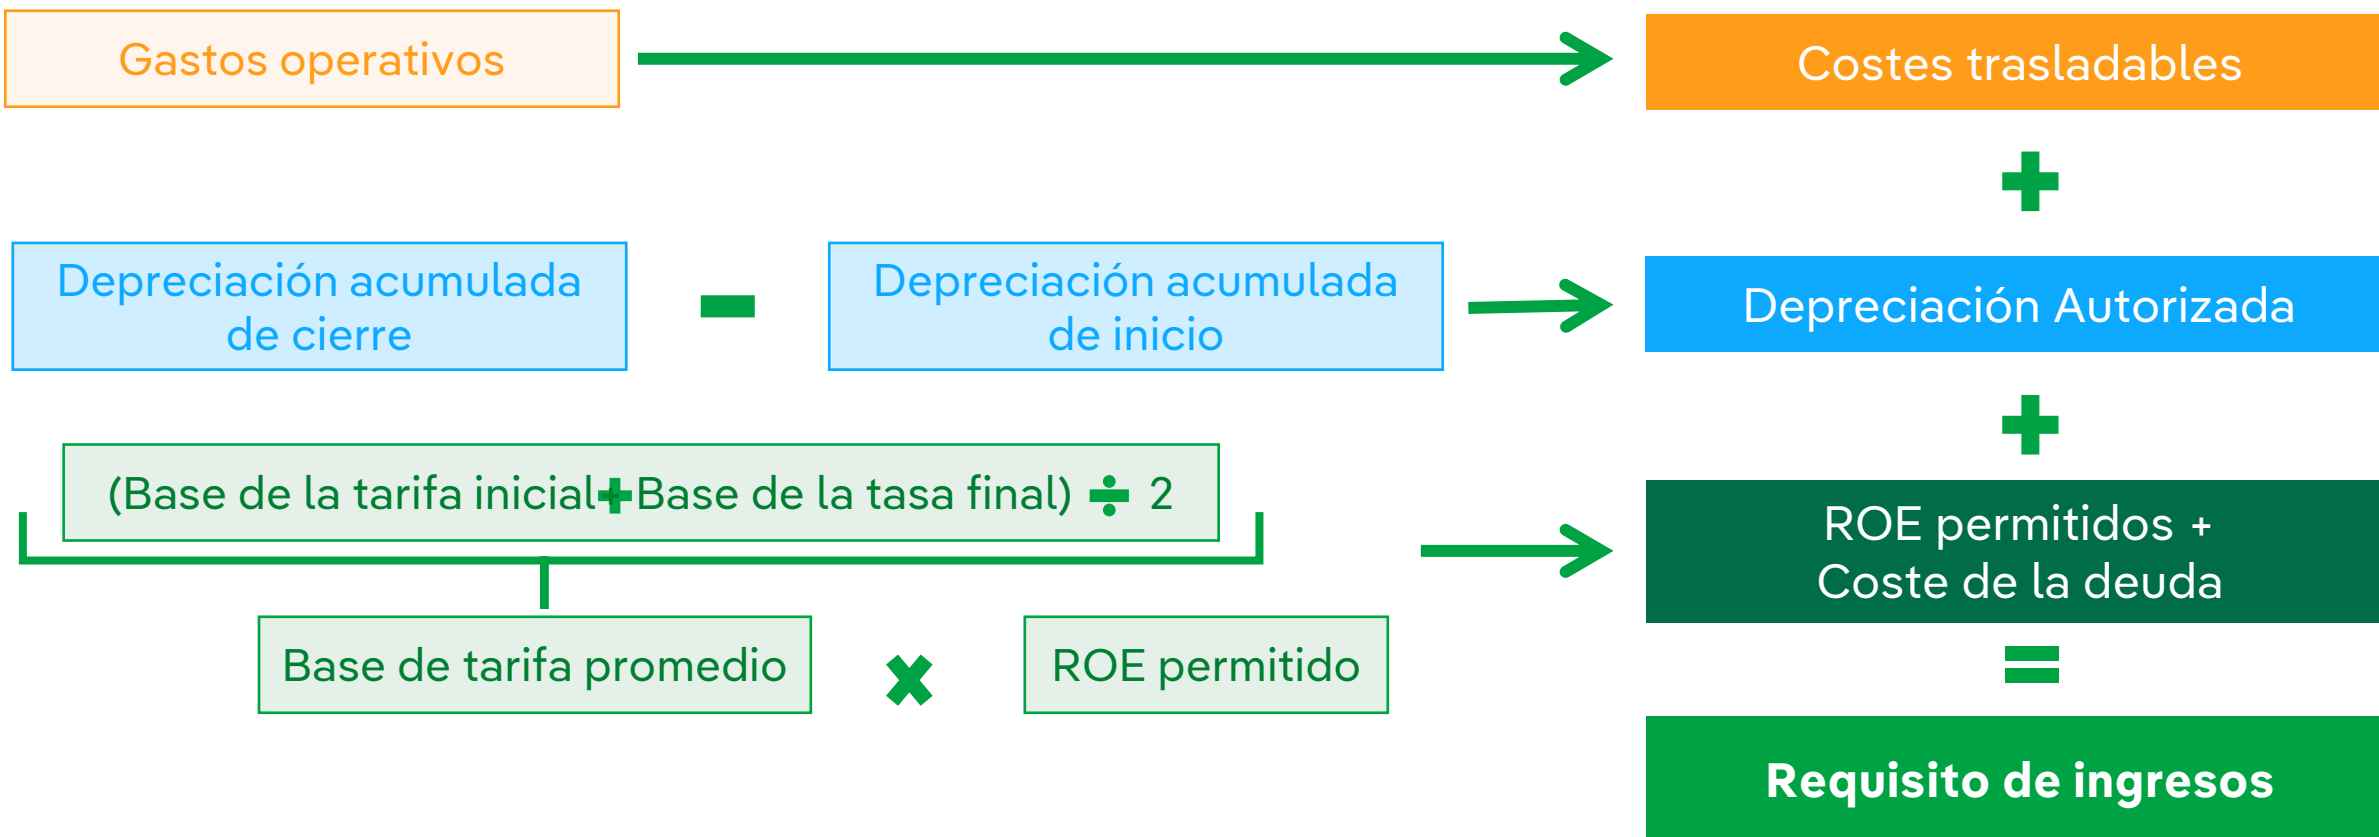 Gastos operativos
Costes trasladables
Depreciación acumulada
de cierre
Depreciación acumulada
de inicio
Depreciación Autorizada
(Base de la tarifa inicial+Base de la tasa final) ÷ 2
ROE permitidos +
Coste de la deuda
Base de tarifa promedio
ROE permitido
Requisito de ingresos